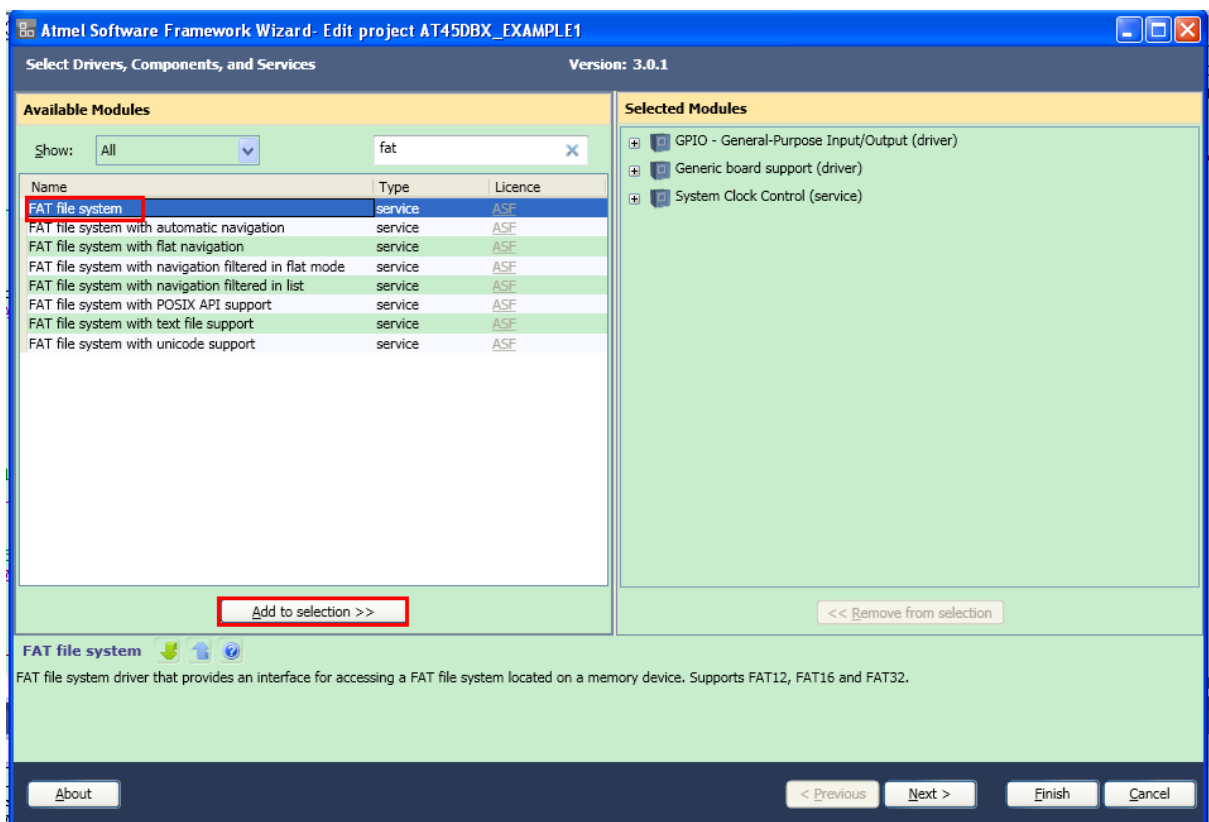 Atmel Software Framework Wizard- Edit project AT45DBX_EXAMPLE1
Select Drivers, Components, and Services Version: 3.0.1
Available Modules
Show: All fat
Name Type Licence
FAT file system service ASF
FAT file system with automatic navigation service ASF
FAT file system with flat navigation service ASF
FAT file system with navigation filtered in flat mode service ASF
FAT file system with navigation filtered in list service ASF
FAT file system with POSIX API support service ASF
FAT file system with text file support service ASF
FAT file system with unicode support service ASF
Add to selection >>
Selected Modules
GPIO - General-Purpose Input/Output (driver)
Generic board support (driver)
System Clock Control (service)
<< Remove from selection
FAT file system
FAT file system driver that provides an interface for accessing a FAT file system located on a memory device. Supports FAT12, FAT16 and FAT32.
About < Previous Next > Finish Cancel